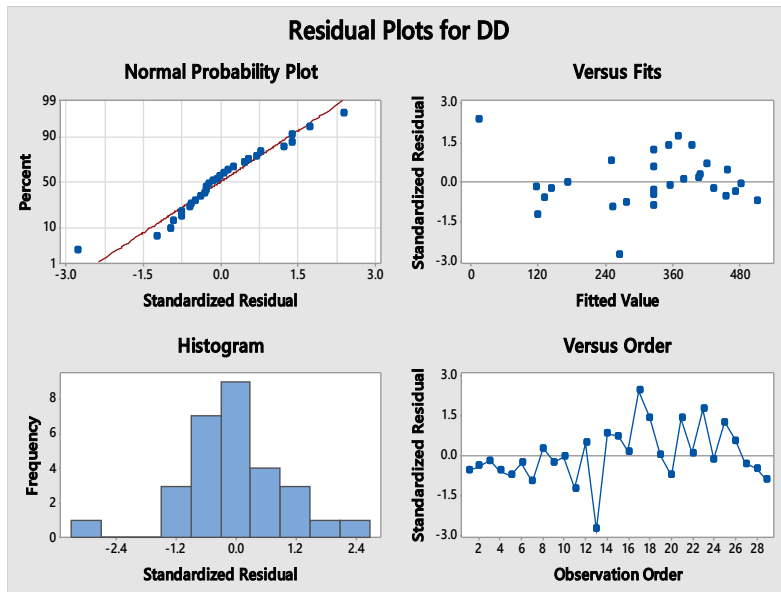 Residual Plots for DD
Normal Probability Plot
99
90
50
10
1
Percent
-3.0 -1.5 0.0 1.5 3.0
Standardized Residual
Versus Fits
3.0
1.5
0.0
-1.5
-3.0
Standardized Residual
0 120 240 360 480
Fitted Value
Histogram
8
6
4
2
0
Frequency
-2.4 -1.2 0.0 1.2 2.4
Standardized Residual
Versus Order
3.0
1.5
0.0
-1.5
-3.0
Standardized Residual
2 4 6 8 10 12 14 16 18 20 22 24 26 28
Observation Order